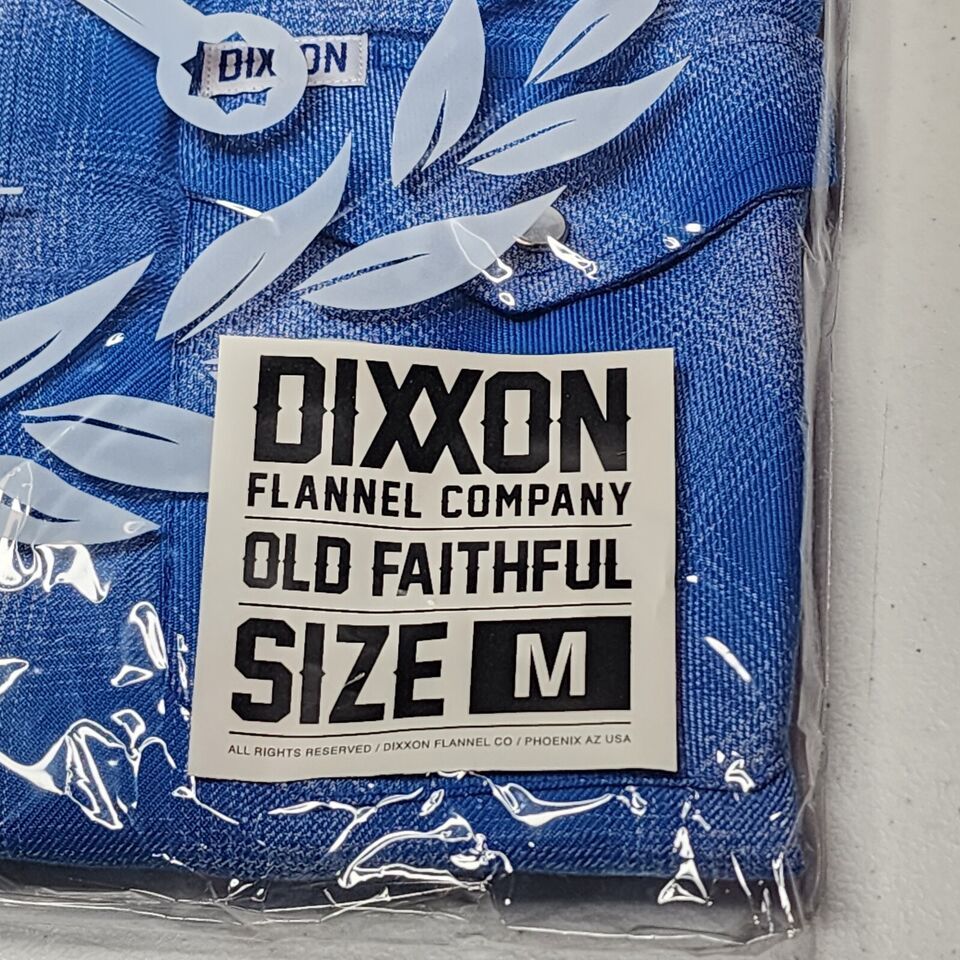 DIXXON
DIXXON
FLANNEL COMPANY
OLD FAITHFUL
SIZE M
ALL RIGHTS RESERVED / DIXXON FLANNEL CO / PHOENIX AZ USA